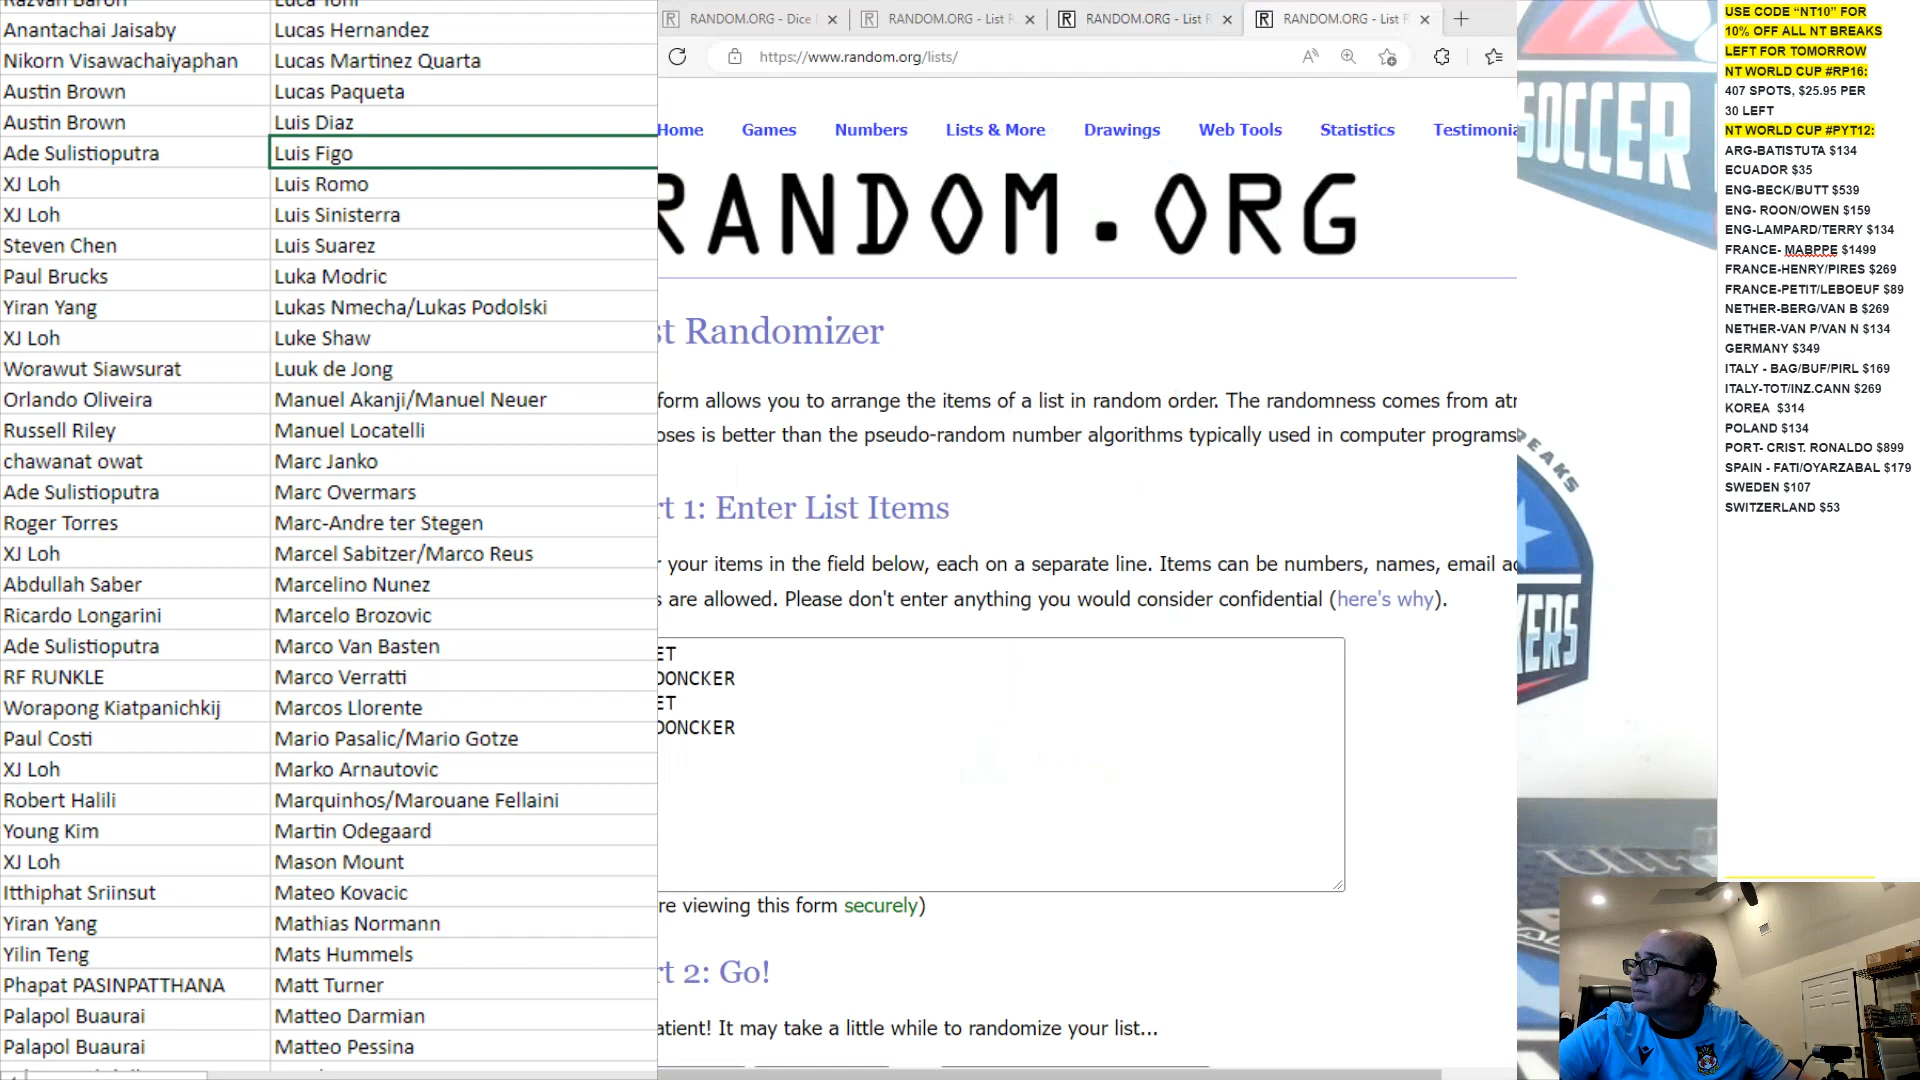 Anantachai Jaisaby Lucas Hernandez
Nikorn Visawachaiyaphan Lucas Martinez Quarta
Austin Brown Lucas Paqueta
Austin Brown Luis Diaz
Ade Sulistioputra Luis Figo
XJ Loh Luis Romo
XJ Loh Luis Sinisterra
Steven Chen Luis Suarez
Paul Brucks Luka Modric
Yiran Yang Lukas Nmecha/Lukas Podolski
XJ Loh Luke Shaw
Worawut Siawsurat Luuk de Jong
Orlando Oliveira Manuel Akanji/Manuel Neuer
Russell Riley Manuel Locatelli
chawanat owat Marc Janko
Ade Sulistioputra Marc Overmars
Roger Torres Marc-Andre ter Stegen
XJ Loh Marcel Sabitzer/Marco Reus
Abdullah Saber Marcelino Nunez
Ricardo Longarini Marcelo Brozovic
Ade Sulistioputra Marco Van Basten
RF RUNKLE Marco Verratti
Worapong Kiatpanichkij Marcos Llorente
Paul Costi Mario Pasalic/Mario Gotze
XJ Loh Marko Arnautovic
Robert Halili Marquinhos/Marouane Fellaini
Young Kim Martin Odegaard
XJ Loh Mason Mount
Itthiphat Sriinsut Mateo Kovacic
Yiran Yang Mathias Normann
Yilin Teng Mats Hummels
Phapat PASINPATTHANA Matt Turner
Palapol Buaurai Matteo Darmian
Palapol Buaurai Matteo Pessina
RANDOM.ORG - Dice RANDOM.ORG - List R RANDOM.ORG - List R RANDOM.ORG - List R
https://www.random.org/lists/
Home Games Numbers Lists & More Drawings Web Tools Statistics Testimonia
RANDOM.ORG
st Randomizer
form allows you to arrange the items of a list in random order. The randomness comes from atm
oses is better than the pseudo-random number algorithms typically used in computer programs
rt 1: Enter List Items
r your items in the field below, each on a separate line. Items can be numbers, names, email ad
s are allowed. Please don't enter anything you would consider confidential (here's why).
ET
DONCKER
ET
DONCKER
re viewing this form securely)
rt 2: Go!
atient! It may take a little while to randomize your list...
SOCCER
BREAKS
KERS
USE CODE “NT10” FOR
10% OFF ALL NT BREAKS
LEFT FOR TOMORROW
NT WORLD CUP #RP16:
407 SPOTS, $25.95 PER
30 LEFT
NT WORLD CUP #PYT12:
ARG-BATISTUTA $134
ECUADOR $35
ENG-BECK/BUTT $539
ENG- ROON/OWEN $159
ENG-LAMPARD/TERRY $134
FRANCE- MABPPE $1499
FRANCE-HENRY/PIRES $269
FRANCE-PETIT/LEBOEUF $89
NETHER-BERG/VAN B $269
NETHER-VAN P/VAN N $134
GERMANY $349
ITALY - BAG/BUF/PIRL $169
ITALY-TOT/INZ.CANN $269
KOREA $314
POLAND $134
PORT- CRIST. RONALDO $899
SPAIN - FATI/OYARZABAL $179
SWEDEN $107
SWITZERLAND $53